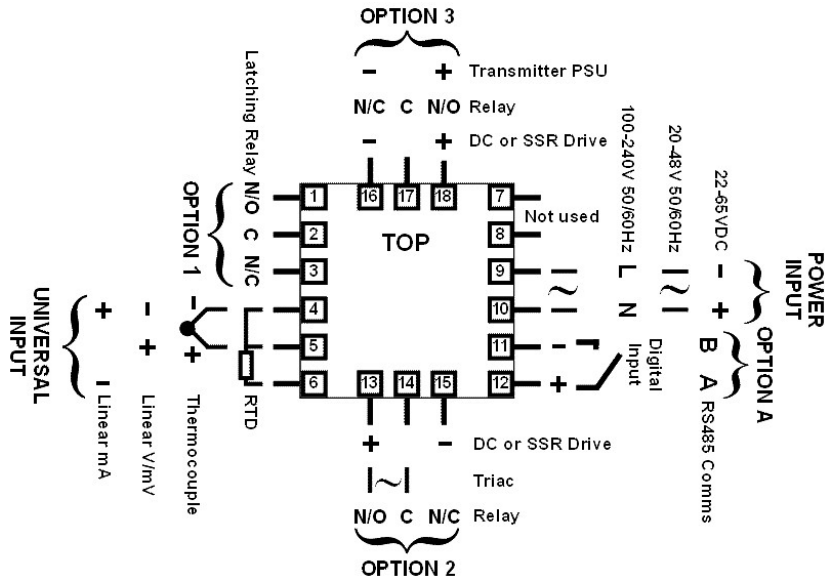 OPTION 3
- + Transmitter PSU
N/C C N/O Relay
- + DC or SSR Drive
Latching Relay
OPTION 1
N/O
C
N/C
1
2
3
4
5
6
16 17 18
TOP
7
8
9
10
11
12
13 14 15
Not used
~
L
N
100-240V 50/60Hz
~
20-48V 50/60Hz
- +
22-65VDC
POWER
INPUT
- +
Digital
Input
B A
RS485 Comms
OPTION A
UNIVERSAL
INPUT
+ -
Linear mA
- +
Linear V/mV
- +
Thermocouple
RTD
+ - DC or SSR Drive
~ Triac
N/O C N/C Relay
OPTION 2